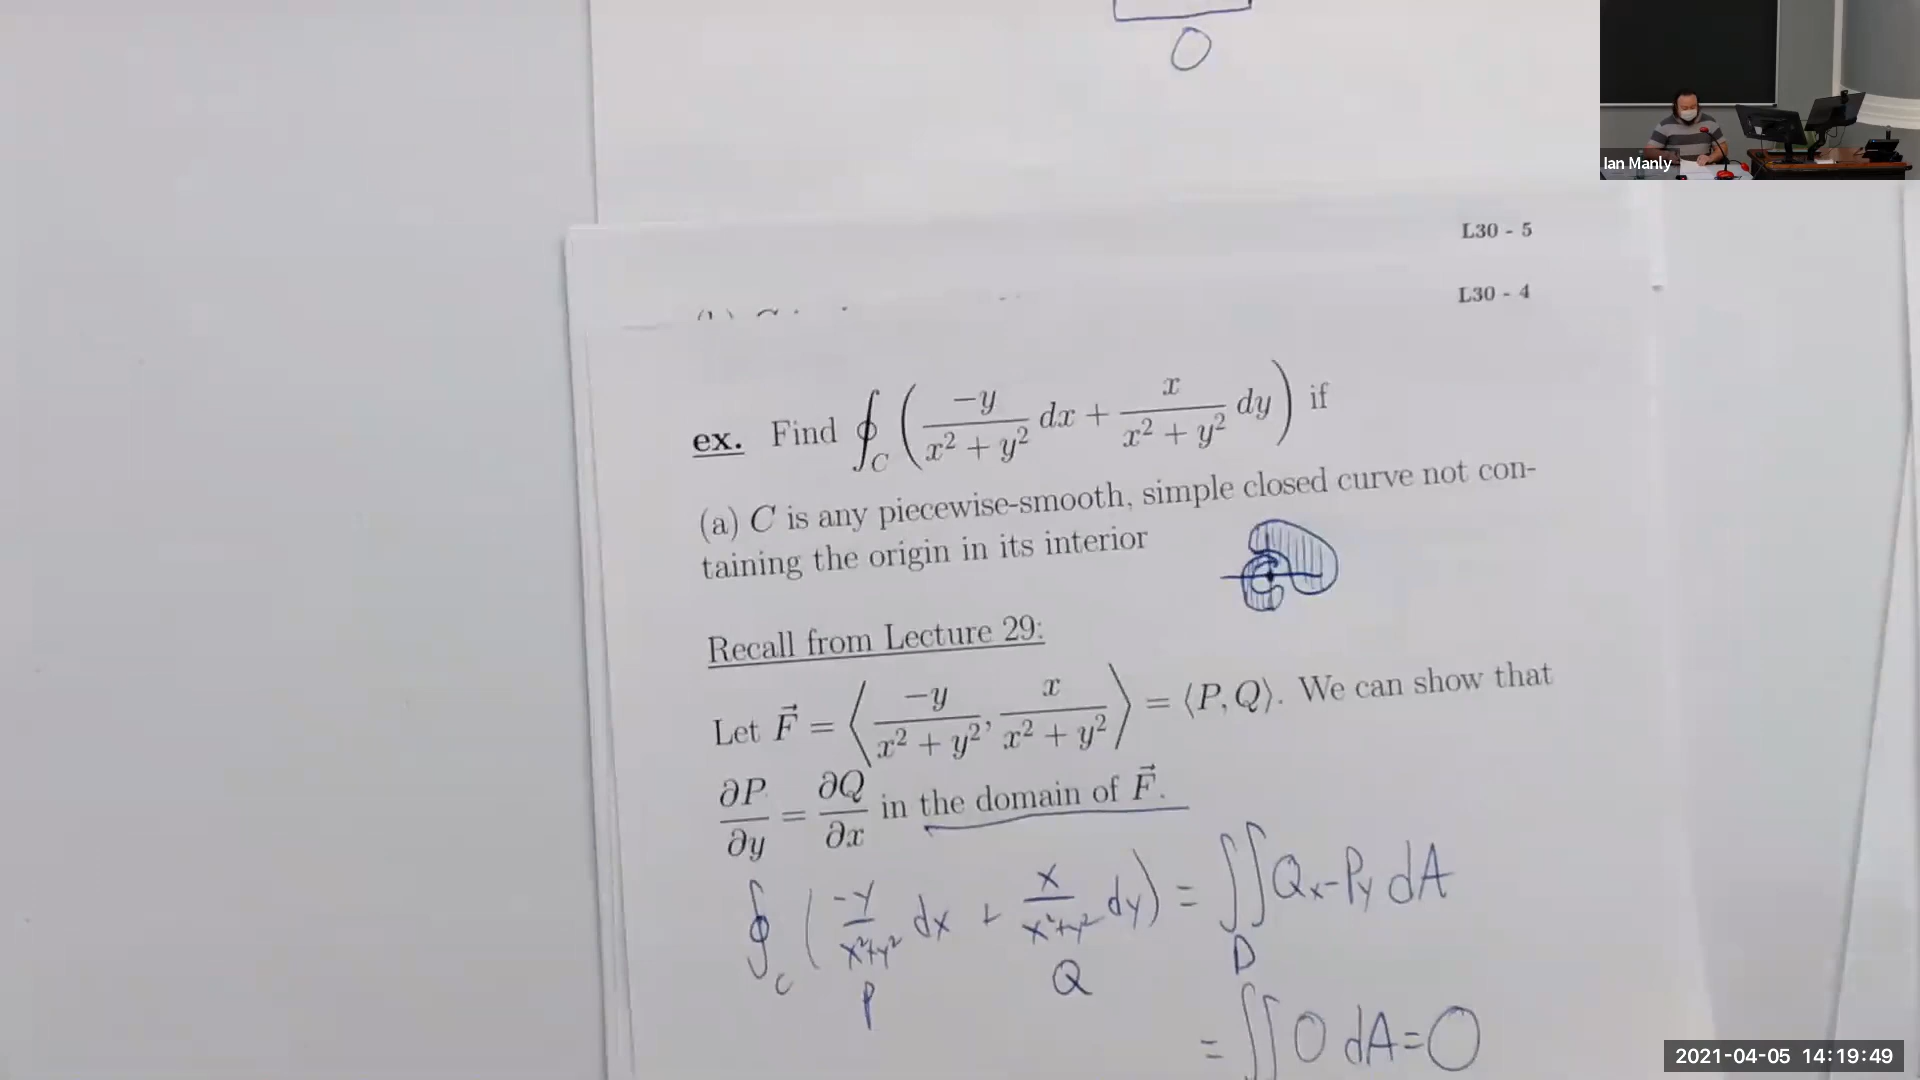 O
Ian Manly
L30 - 5
L30 - 4
ex. Find ∮_C ( -y/(x² + y²) dx + x/(x² + y²) dy ) if
(a) C is any piecewise-smooth, simple closed curve not con-
taining the origin in its interior
Recall from Lecture 29:
Let F⃗ = ⟨ -y/(x² + y²), x/(x² + y²) ⟩ = ⟨P, Q⟩. We can show that
∂P/∂y = ∂Q/∂x in the domain of F⃗.
∮_C ( -y/(x²+y²) dx + x/(x²+y²) dy ) = ∬_D Qx-Py dA
P Q
= ∬ 0 dA = 0
2021-04-05 14:19:49